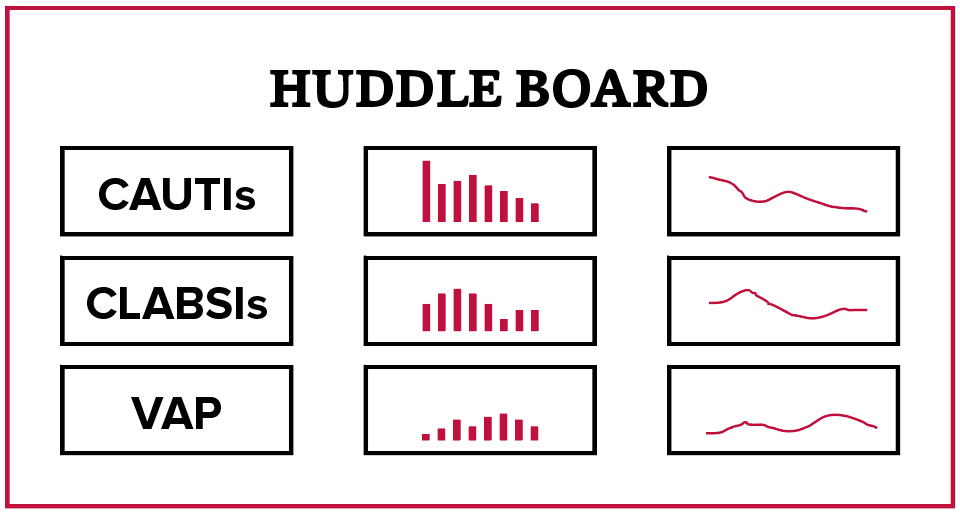 HUDDLE BOARD
CAUTIs
CLABSIs
VAP